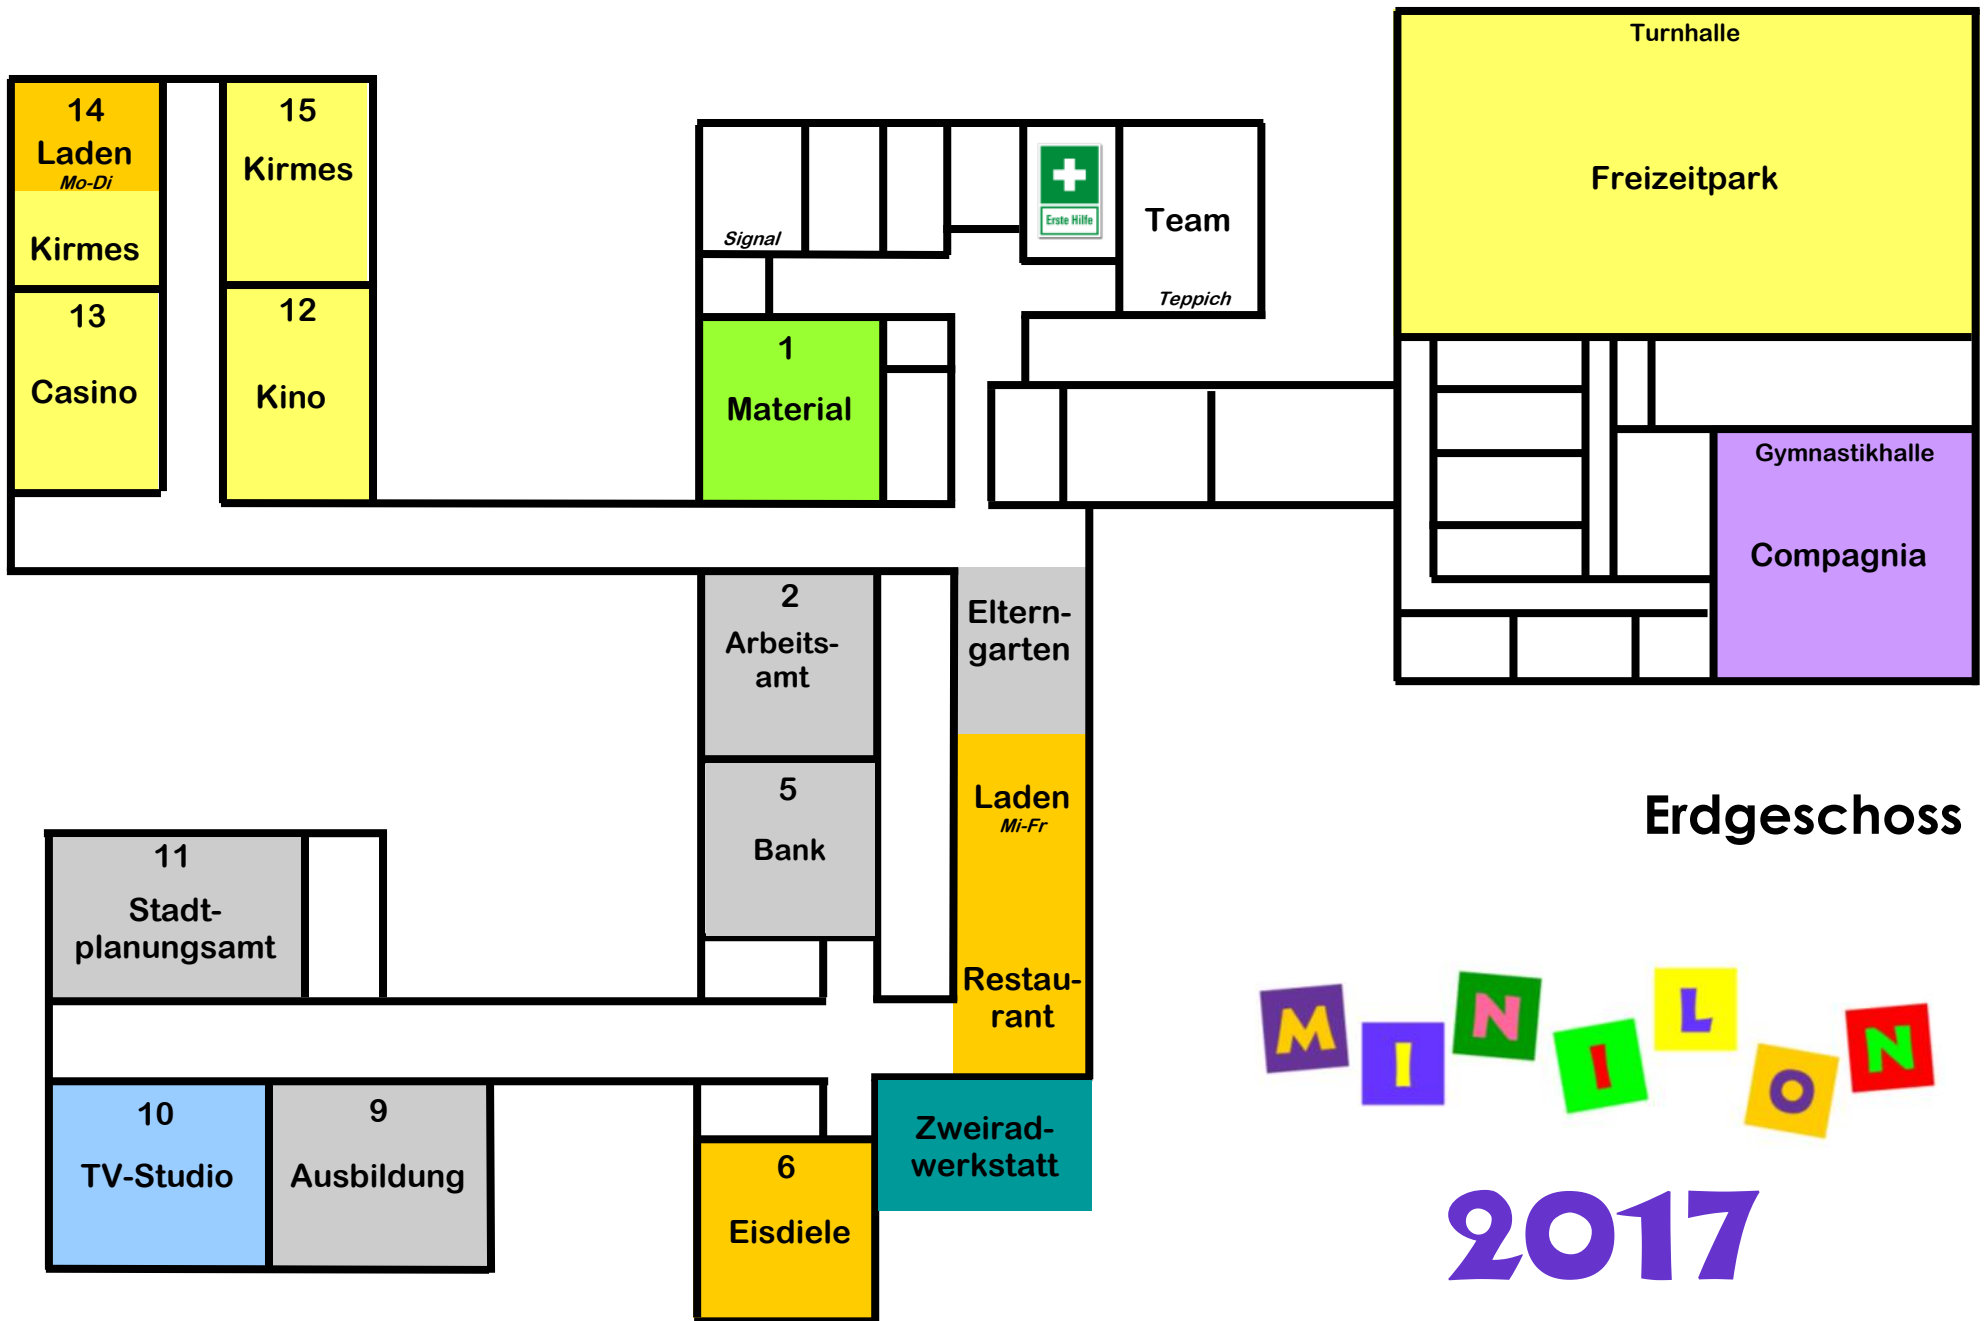 Turnhalle
Freizeitpark
14
Laden
Mo-Di
Kirmes
15
Kirmes
13
Casino
12
Kino
Signal
Erste Hilfe
Team
Teppich
1
Material
Gymnastikhalle
Compagnia
2
Arbeits-
amt
Eltern-
garten
5
Bank
Laden
Mi-Fr
Restau-
rant
Erdgeschoss
11
Stadt-
planungsamt
10
TV-Studio
9
Ausbildung
6
Eisdiele
Zweirad-
werkstatt
MINILON
2017